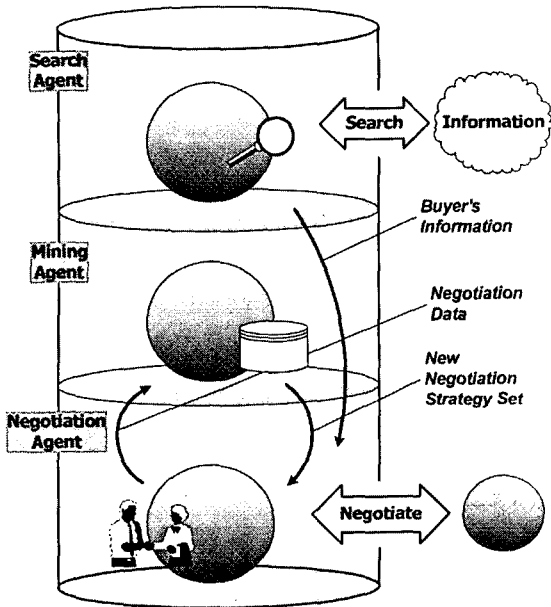 Search
Agent
Search
Information
Buyer's
Information
Mining
Agent
Negotiation
Data
New
Negotiation
Strategy Set
Negotiation
Agent
Negotiate